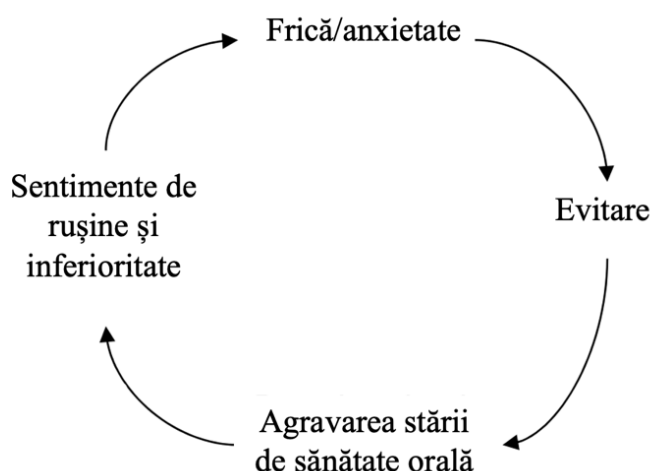 Frică/anxietate
Evitare
Agravarea stării
de sănătate orală
Sentimente de
rușine și
inferioritate